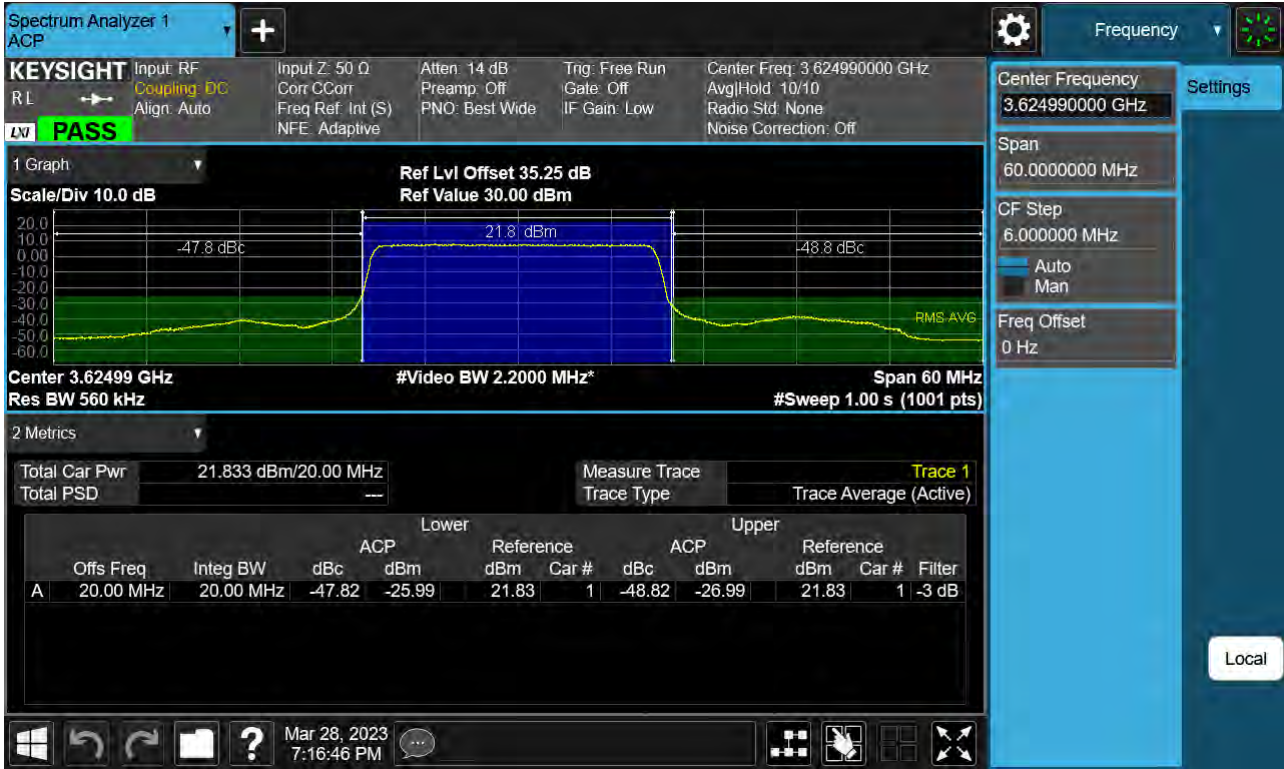 Spectrum Analyzer 1
ACP
Frequency
KEYSIGHT
RL
LXI PASS
Input: RF
Coupling: DC
Align: Auto
Input Z: 50 Ω
Corr CCorr
Freq Ref: Int (S)
NFE: Adaptive
Atten: 14 dB
Preamp: Off
PNO: Best Wide
Trig: Free Run
Gate: Off
IF Gain: Low
Center Freq: 3.624990000 GHz
Avg|Hold: 10/10
Radio Std: None
Noise Correction: Off
1 Graph
Scale/Div 10.0 dB
Ref Lvl Offset 35.25 dB
Ref Value 30.00 dBm
20.0
10.0
0.00
-10.0
-20.0
-30.0
-40.0
-50.0
-60.0
-47.8 dBc
21.8 dBm
-48.8 dBc
RMS AVG
Center 3.62499 GHz #Video BW 2.2000 MHz* Span 60 MHz
Res BW 560 kHz #Sweep 1.00 s (1001 pts)
2 Metrics
Total Car Pwr 21.833 dBm/20.00 MHz
Total PSD ---
Measure Trace Trace 1
Trace Type Trace Average (Active)
Lower Upper
ACP Reference ACP Reference
Offs Freq Integ BW dBc dBm dBm Car # dBc dBm dBm Car # Filter
A 20.00 MHz 20.00 MHz -47.82 -25.99 21.83 1 -48.82 -26.99 21.83 1 -3 dB
?
Mar 28, 2023
7:16:46 PM
Center Frequency
3.624990000 GHz
Span
60.0000000 MHz
CF Step
6.000000 MHz
Auto
Man
Freq Offset
0 Hz
Settings
Local